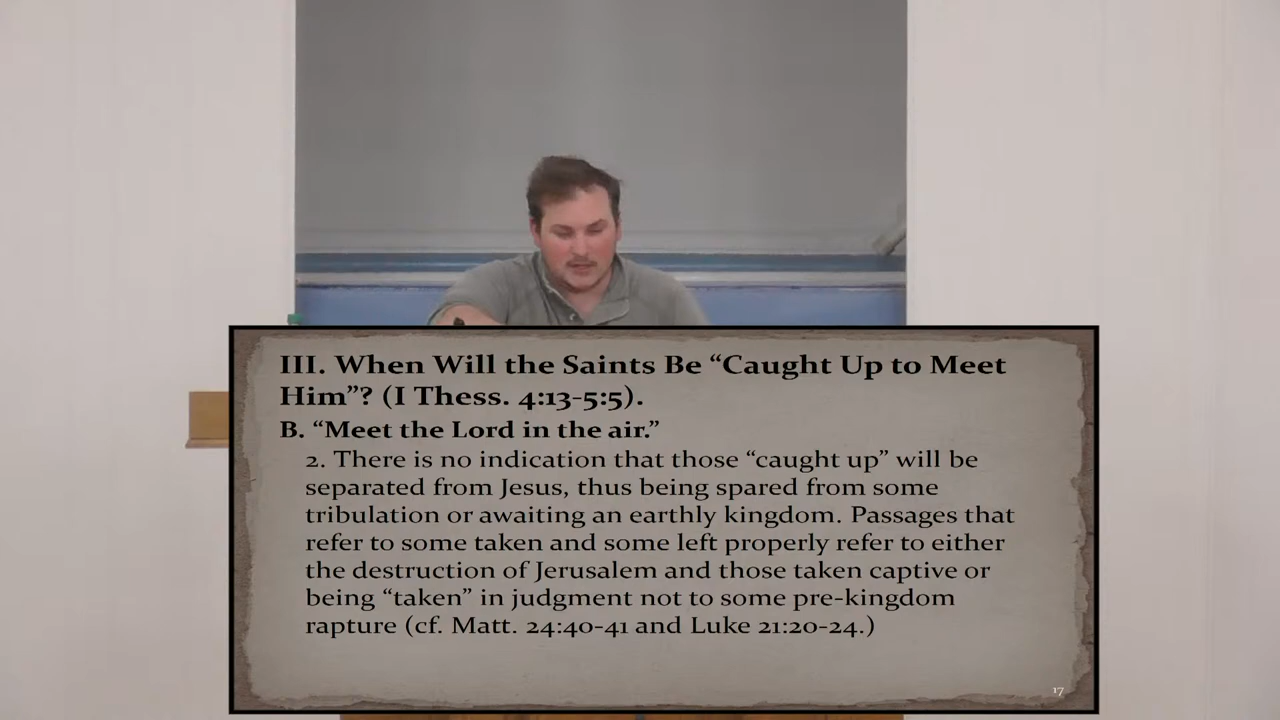 III. When Will the Saints Be “Caught Up to Meet
Him”? (I Thess. 4:13-5:5).
B. “Meet the Lord in the air.”
2. There is no indication that those “caught up” will be
separated from Jesus, thus being spared from some
tribulation or awaiting an earthly kingdom. Passages that
refer to some taken and some left properly refer to either
the destruction of Jerusalem and those taken captive or
being “taken” in judgment not to some pre-kingdom
rapture (cf. Matt. 24:40-41 and Luke 21:20-24.)
17